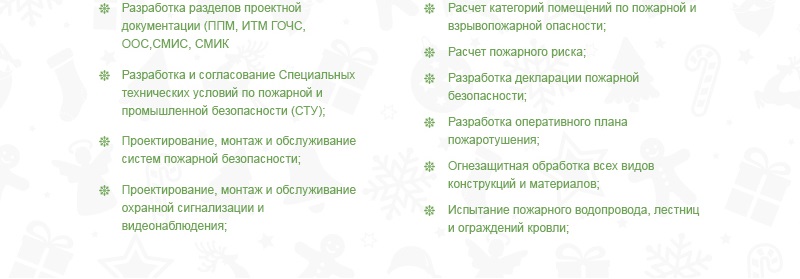 Разработка разделов проектной
документации (ППМ, ИТМ ГОЧС,
ООС,СМИС, СМИК
Разработка и согласование Специальных
технических условий по пожарной и
промышленной безопасности (СТУ);
Проектирование, монтаж и обслуживание
систем пожарной безопасности;
Проектирование, монтаж и обслуживание
охранной сигнализации и
видеонаблюдения;
Расчет категорий помещений по пожарной и
взрывопожарной опасности;
Расчет пожарного риска;
Разработка декларации пожарной
безопасности;
Разработка оперативного плана
пожаротушения;
Огнезащитная обработка всех видов
конструкций и материалов;
Испытание пожарного водопровода, лестниц
и ограждений кровли;